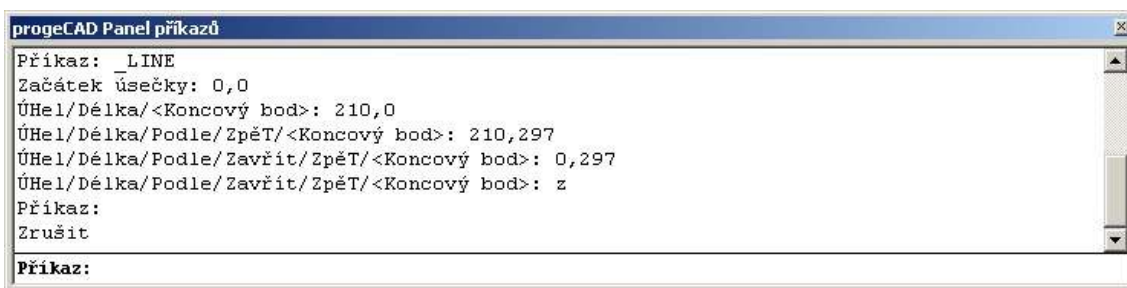 progeCAD Panel příkazů
Příkaz: _LINE
Začátek úsečky: 0,0
ÚHel/Délka/<Koncový bod>: 210,0
ÚHel/Délka/Podle/ZpěT/<Koncový bod>: 210,297
ÚHel/Délka/Podle/Zavřít/ZpěT/<Koncový bod>: 0,297
ÚHel/Délka/Podle/Zavřít/ZpěT/<Koncový bod>: z
Příkaz:
Zrušit
Příkaz: